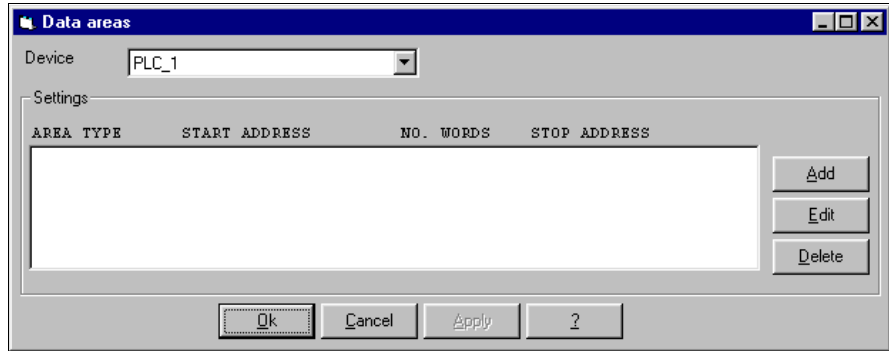 Data areas
Device PLC_1
Settings
AREA TYPE START ADDRESS NO. WORDS STOP ADDRESS
Add
Edit
Delete
Ok Cancel Apply ?